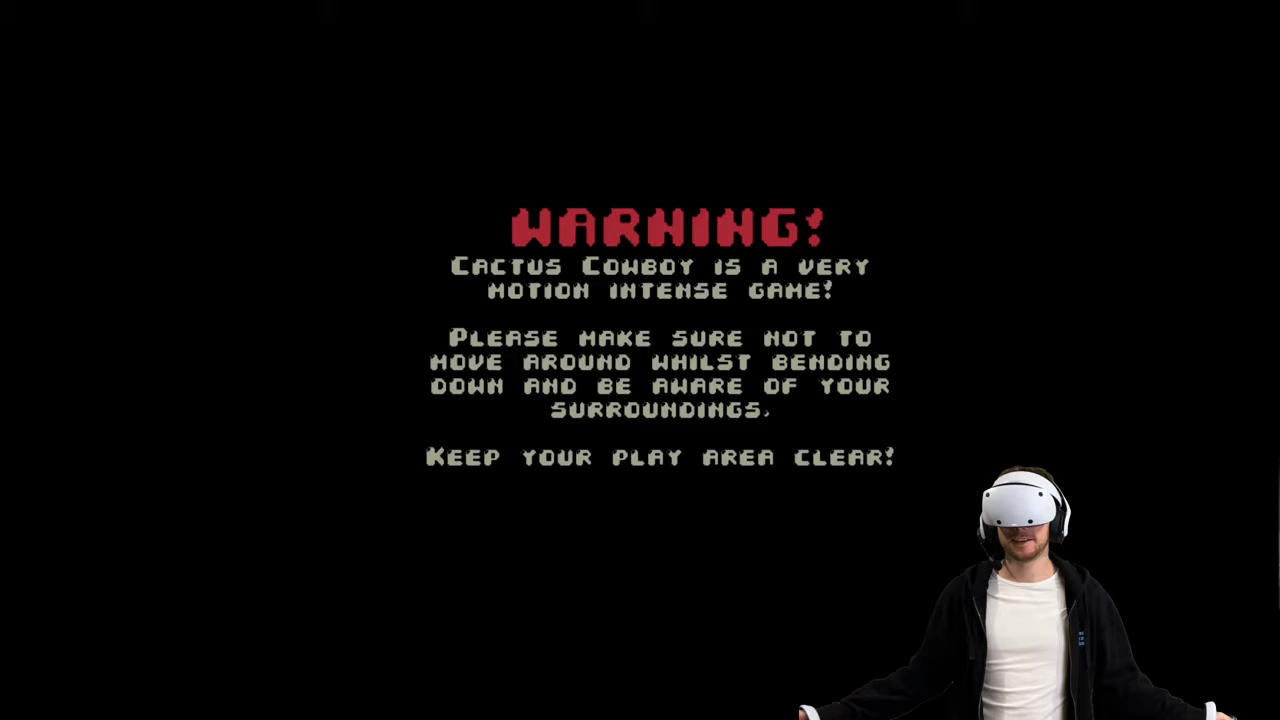 WARNING!
CACTUS COWBOY IS A VERY
MOTION INTENSE GAME!
PLEASE MAKE SURE NOT TO
MOVE AROUND WHILST BENDING
DOWN AND BE AWARE OF YOUR
SURROUNDINGS.
KEEP YOUR PLAY AREA CLEAR!